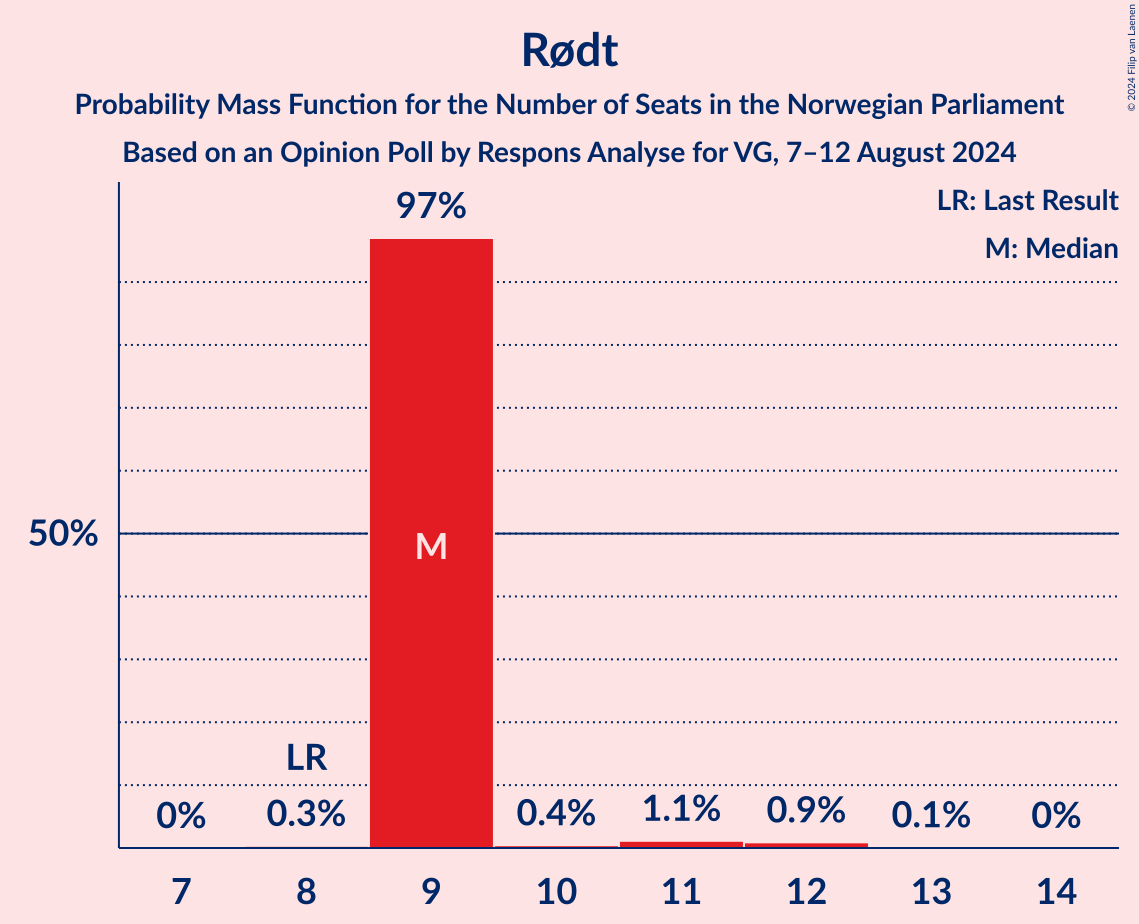 Rødt
Probability Mass Function for the Number of Seats in the Norwegian Parliament
Based on an Opinion Poll by Respons Analyse for VG, 7–12 August 2024
© 2024 Filip van Laenen
LR: Last Result
M: Median
97%
50%
M
LR
0% 0.3% 0.4% 1.1% 0.9% 0.1% 0%
7 8 9 10 11 12 13 14